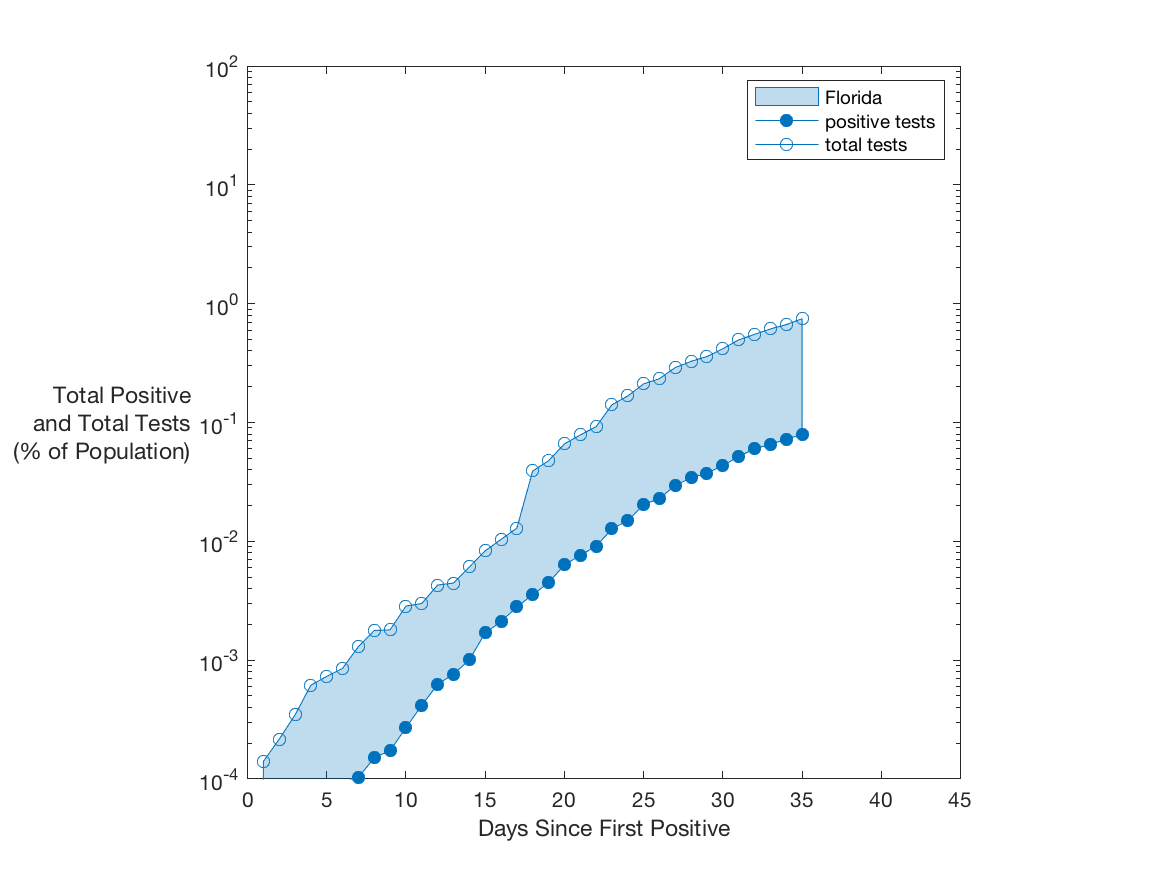 10^2
10^1
10^0
10^-1
10^-2
10^-3
10^-4
Total Positive
and Total Tests
(% of Population)
Florida
positive tests
total tests
0 5 10 15 20 25 30 35 40 45
Days Since First Positive